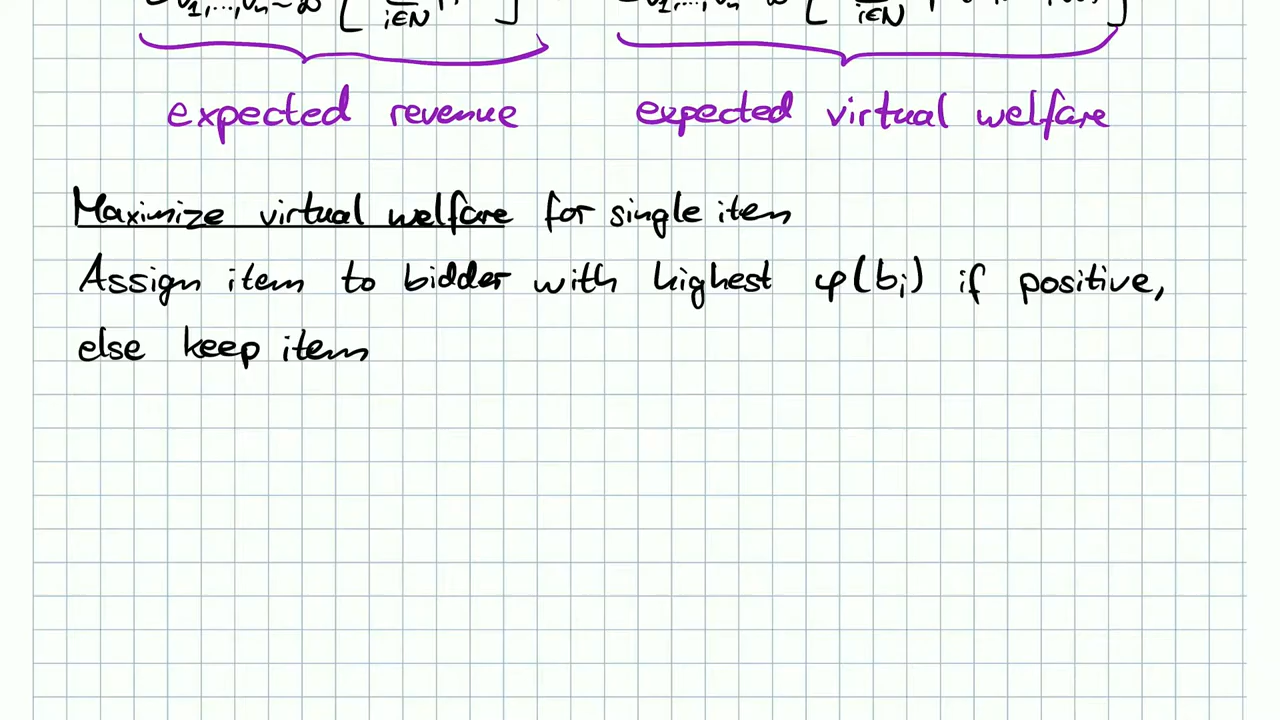 i∈N i∈N
expected revenue expected virtual welfare
Maximize virtual welfare for single item
Assign item to bidder with highest φ(bᵢ) if positive,
else keep item